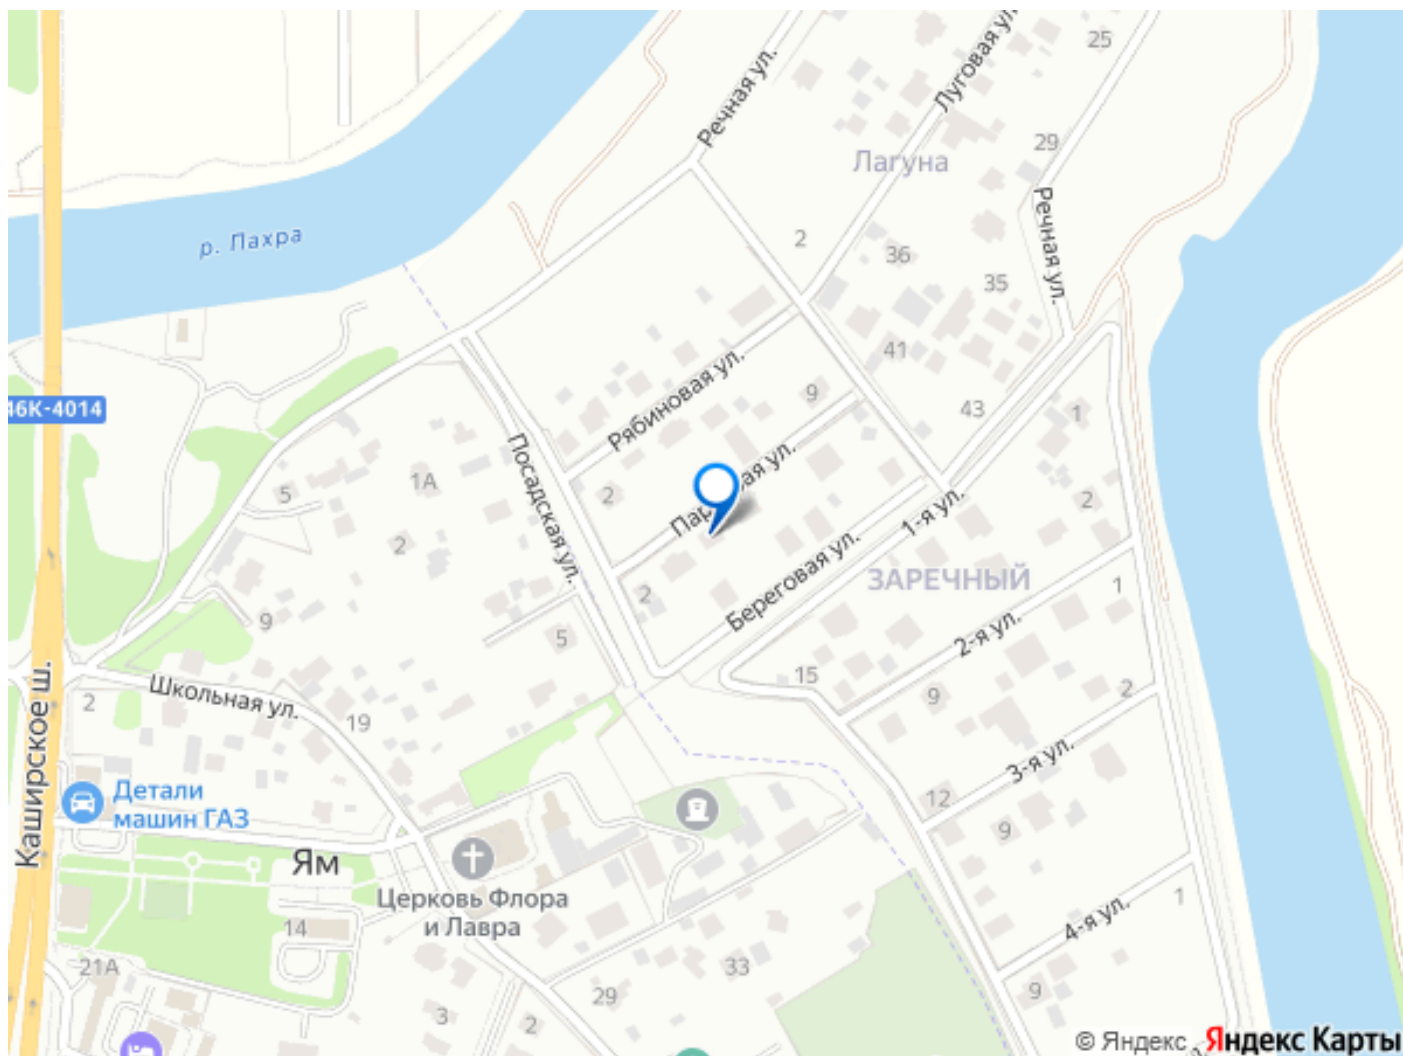 Речная ул.
Луговая ул.
25
29
Лагуна
Речная ул.
р. Пахра
2
36
35
41
43
46К-4014
Рябиновая ул.
9
1
Посадская ул.
1А
5
2
2
2
1-я ул.
Береговая ул.
ЗАРЕЧНЫЙ
2
1
9
5
2-я ул.
15
Школьная ул.
2
19
9
2
3-я ул.
Каширское ш.
Детали
машин ГАЗ
12
9
Ям
Церковь Флора
и Лавра
1
4-я ул.
14
21А
33
29
9
3
2
© Яндекс
Яндекс Карты